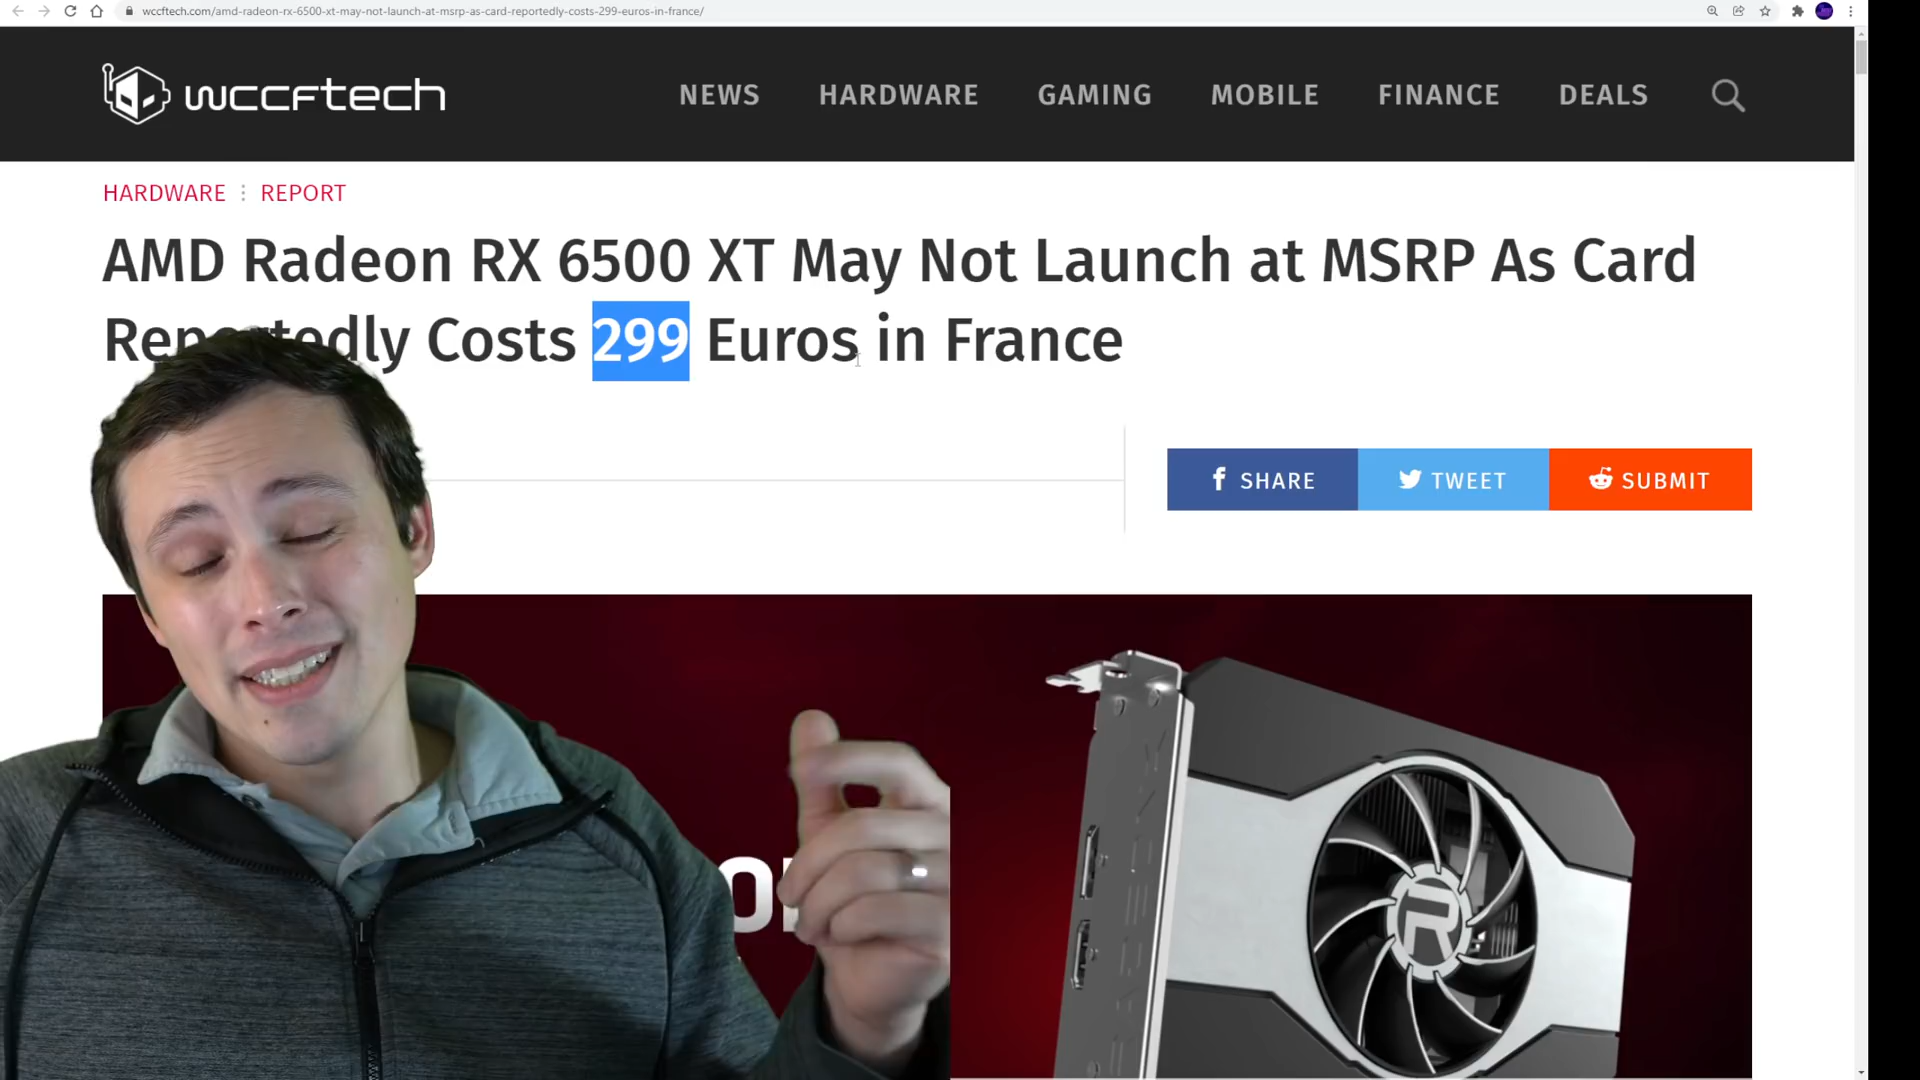 wccftech.com/amd-radeon-rx-6500-xt-may-not-launch-at-msrp-as-card-reportedly-costs-299-euros-in-france/
wccftech NEWS HARDWARE GAMING MOBILE FINANCE DEALS
HARDWARE REPORT
AMD Radeon RX 6500 XT May Not Launch at MSRP As Card
Reportedly Costs 299 Euros in France
SHARE TWEET SUBMIT
R